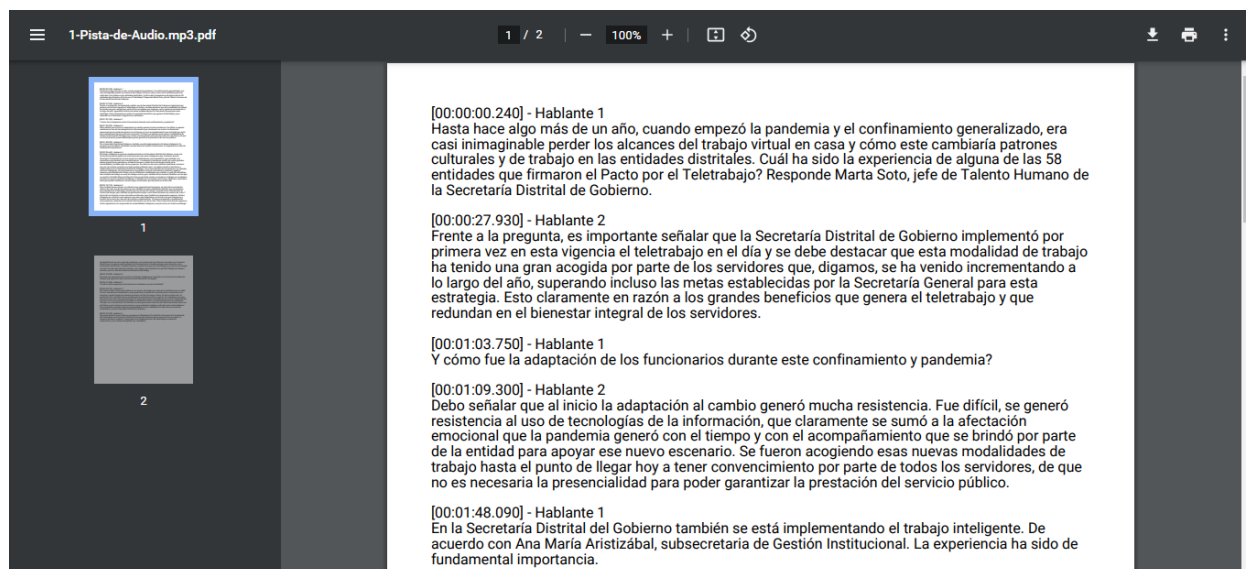 1-Pista-de-Audio.mp3.pdf
1 / 2
100%
1
2
[00:00:00.240] - Hablante 1
Hasta hace algo más de un año, cuando empezó la pandemia y el confinamiento generalizado, era
casi inimaginable perder los alcances del trabajo virtual en casa y cómo este cambiaría patrones
culturales y de trabajo en las entidades distritales. Cuál ha sido la experiencia de alguna de las 58
entidades que firmaron el Pacto por el Teletrabajo? Responde Marta Soto, jefe de Talento Humano de
la Secretaría Distrital de Gobierno.
[00:00:27.930] - Hablante 2
Frente a la pregunta, es importante señalar que la Secretaría Distrital de Gobierno implementó por
primera vez en esta vigencia el teletrabajo en el día y se debe destacar que esta modalidad de trabajo
ha tenido una gran acogida por parte de los servidores que, digamos, se ha venido incrementando a
lo largo del año, superando incluso las metas establecidas por la Secretaría General para esta
estrategia. Esto claramente en razón a los grandes beneficios que genera el teletrabajo y que
redundan en el bienestar integral de los servidores.
[00:01:03.750] - Hablante 1
Y cómo fue la adaptación de los funcionarios durante este confinamiento y pandemia?
[00:01:09.300] - Hablante 2
Debo señalar que al inicio la adaptación al cambio generó mucha resistencia. Fue difícil, se generó
resistencia al uso de tecnologías de la información, que claramente se sumó a la afectación
emocional que la pandemia generó con el tiempo y con el acompañamiento que se brindó por parte
de la entidad para apoyar ese nuevo escenario. Se fueron acogiendo esas nuevas modalidades de
trabajo hasta el punto de llegar hoy a tener convencimiento por parte de todos los servidores, de que
no es necesaria la presencialidad para poder garantizar la prestación del servicio público.
[00:01:48.090] - Hablante 1
En la Secretaría Distrital del Gobierno también se está implementando el trabajo inteligente. De
acuerdo con Ana María Aristizábal, subsecretaria de Gestión Institucional. La experiencia ha sido de
fundamental importancia.